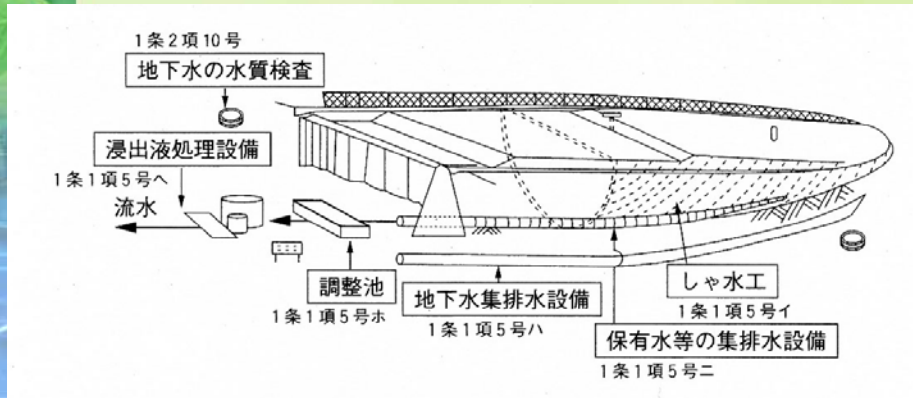 1条2項10号
地下水の水質検査
浸出液処理設備
1条1項5号ヘ
流水
調整池
1条1項5号ホ
地下水集排水設備
1条1項5号ハ
しゃ水工
1条1項5号イ
保有水等の集排水設備
1条1項5号ニ